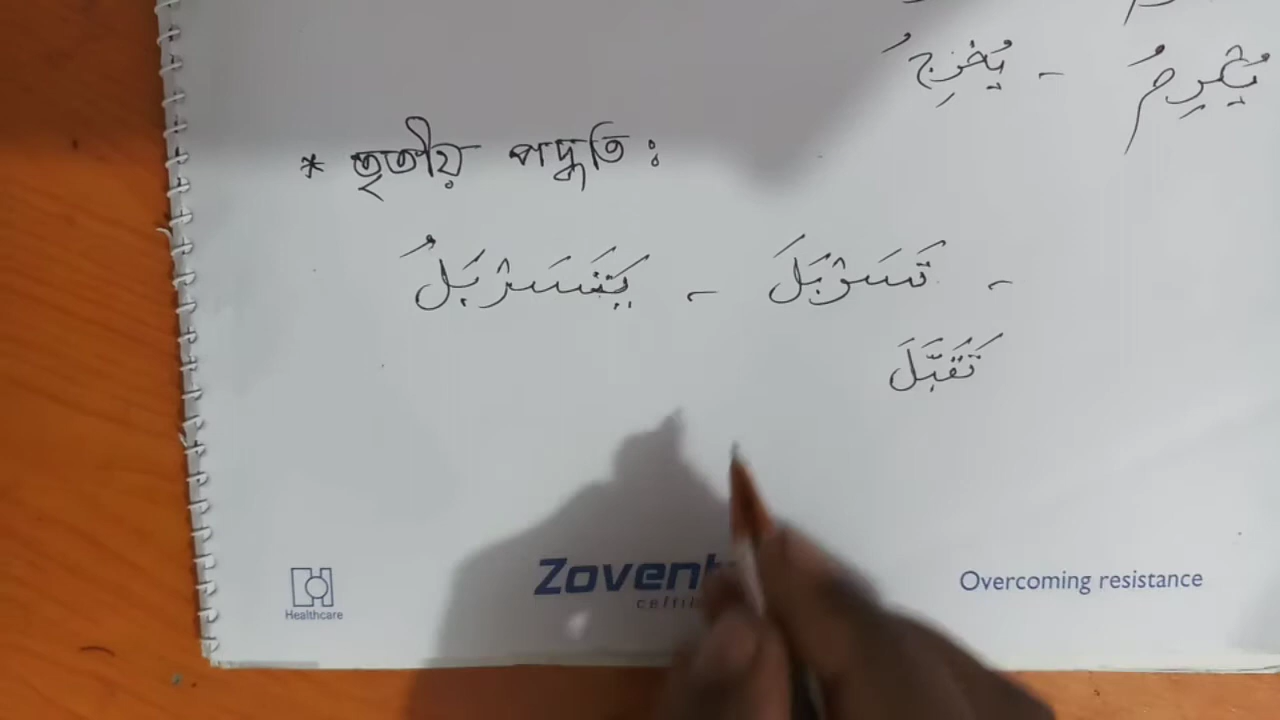 يُكْرِمُ - يُخْرِجُ
* তৃতীয় পদ্ধতি :
- تَسَرْبَلَ - يَتَسَرْبَلُ
تَقَبَّلَ
Healthcare
Overcoming resistance